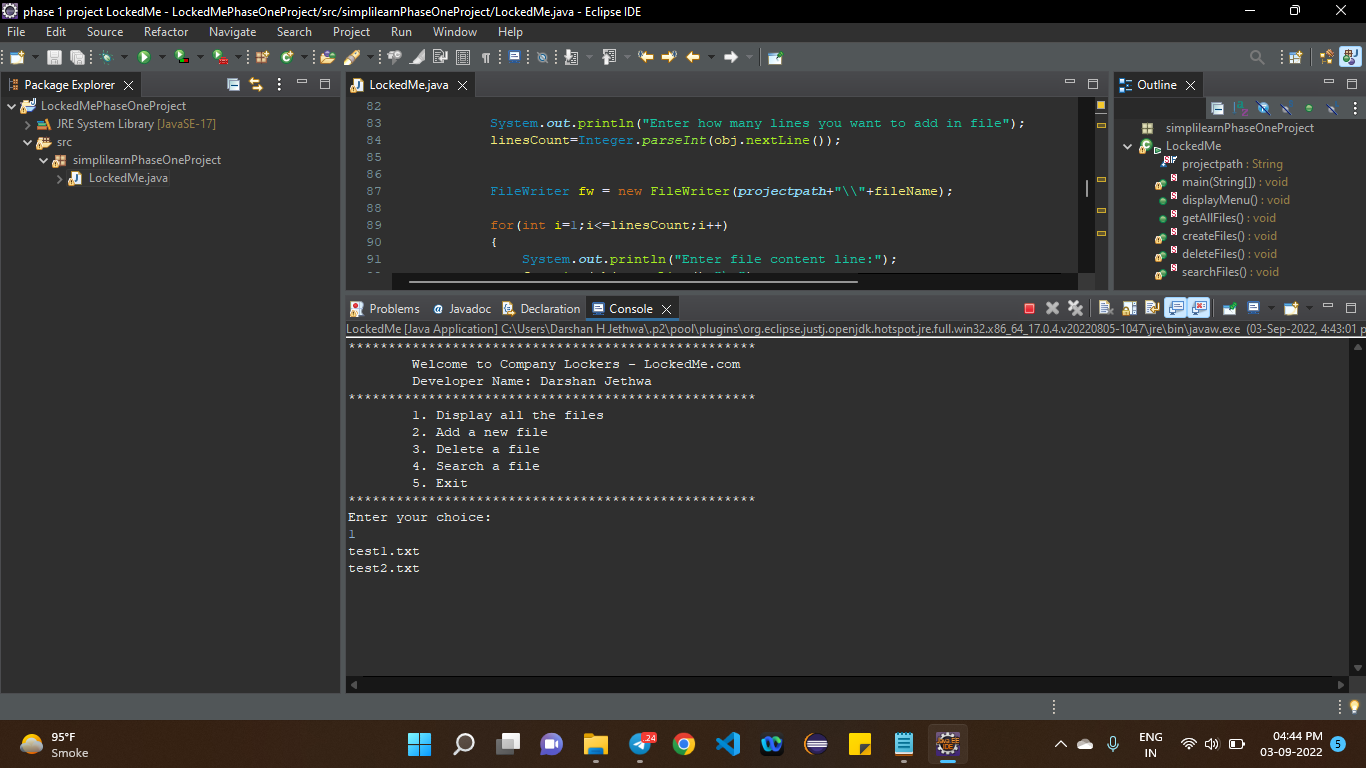 phase 1 project LockedMe - LockedMePhaseOneProject/src/simplilearnPhaseOneProject/LockedMe.java - Eclipse IDE
File Edit Source Refactor Navigate Search Project Run Window Help
Package Explorer
LockedMePhaseOneProject
JRE System Library [JavaSE-17]
src
simplilearnPhaseOneProject
LockedMe.java
LockedMe.java
82
83 System.out.println("Enter how many lines you want to add in file");
84 linesCount=Integer.parseInt(obj.nextLine());
85
86
87 FileWriter fw = new FileWriter(projectpath+"\\"+fileName);
88
89 for(int i=1;i<=linesCount;i++)
90 {
91 System.out.println("Enter file content line:");
Outline
simplilearnPhaseOneProject
LockedMe
projectpath : String
main(String[]) : void
displayMenu() : void
getAllFiles() : void
createFiles() : void
deleteFiles() : void
searchFiles() : void
Problems Javadoc Declaration Console
LockedMe [Java Application] C:\Users\Darshan H Jethwa\.p2\pool\plugins\org.eclipse.justj.openjdk.hotspot.jre.full.win32.x86_64_17.0.4.v20220805-1047\jre\bin\javaw.exe (03-Sep-2022, 4:43:01 p
***************************************************
Welcome to Company Lockers - LockedMe.com
Developer Name: Darshan Jethwa
***************************************************
1. Display all the files
2. Add a new file
3. Delete a file
4. Search a file
5. Exit
***************************************************
Enter your choice:
1
test1.txt
test2.txt
95°F
Smoke
24
ENG
IN
04:44 PM
03-09-2022
5